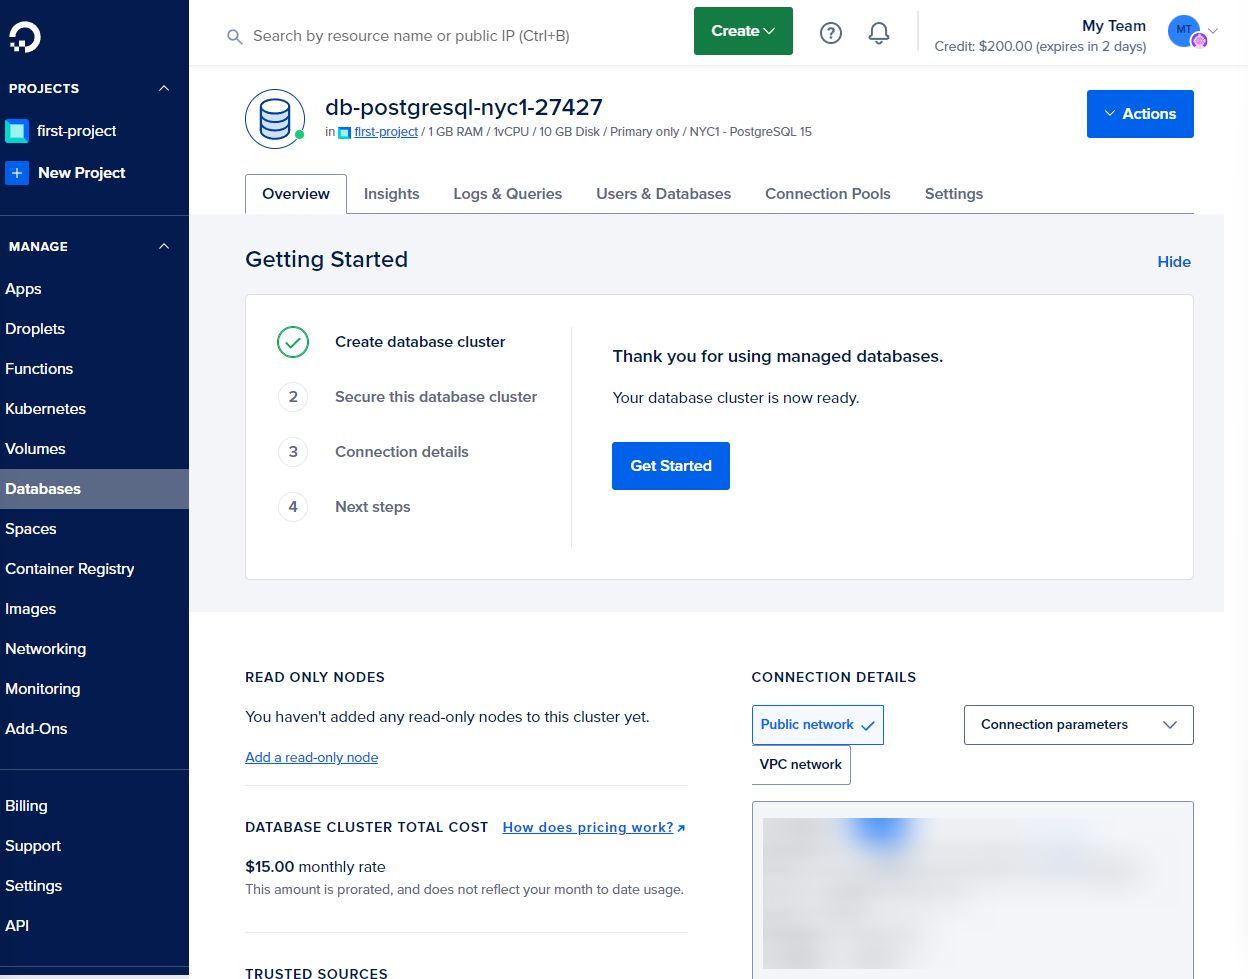 PROJECTS
first-project
New Project
MANAGE
Apps
Droplets
Functions
Kubernetes
Volumes
Databases
Spaces
Container Registry
Images
Networking
Monitoring
Add-Ons
Billing
Support
Settings
API
Search by resource name or public IP (Ctrl+B)
Create
?
My Team
Credit: $200.00 (expires in 2 days)
MT
db-postgresql-nyc1-27427
in first-project / 1 GB RAM / 1vCPU / 10 GB Disk / Primary only / NYC1 - PostgreSQL 15
Actions
Overview Insights Logs & Queries Users & Databases Connection Pools Settings
Getting Started
Hide
Create database cluster
2 Secure this database cluster
3 Connection details
4 Next steps
Thank you for using managed databases.
Your database cluster is now ready.
Get Started
READ ONLY NODES
You haven't added any read-only nodes to this cluster yet.
Add a read-only node
DATABASE CLUSTER TOTAL COST How does pricing work?
$15.00 monthly rate
This amount is prorated, and does not reflect your month to date usage.
TRUSTED SOURCES
CONNECTION DETAILS
Public network
VPC network
Connection parameters